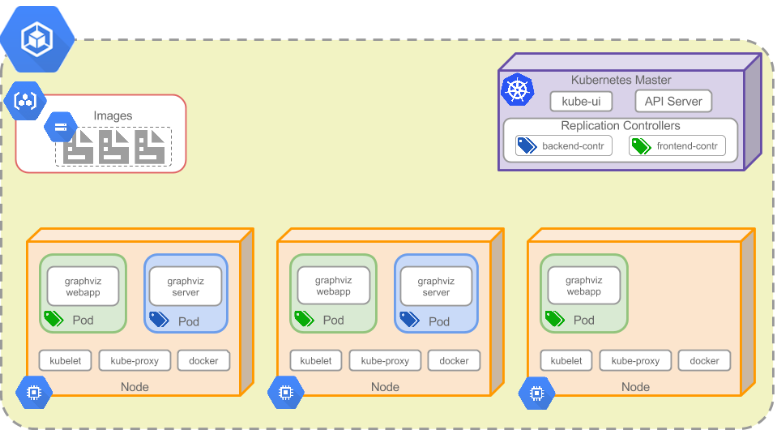 Kubernetes Master
kube-ui
API Server
Images
Replication Controllers
backend-contr
frontend-contr
graphviz
webapp
Pod
graphviz
server
Pod
kubelet
kube-proxy
docker
Node
graphviz
webapp
Pod
graphviz
server
Pod
kubelet
kube-proxy
docker
Node
graphviz
webapp
Pod
kubelet
kube-proxy
docker
Node